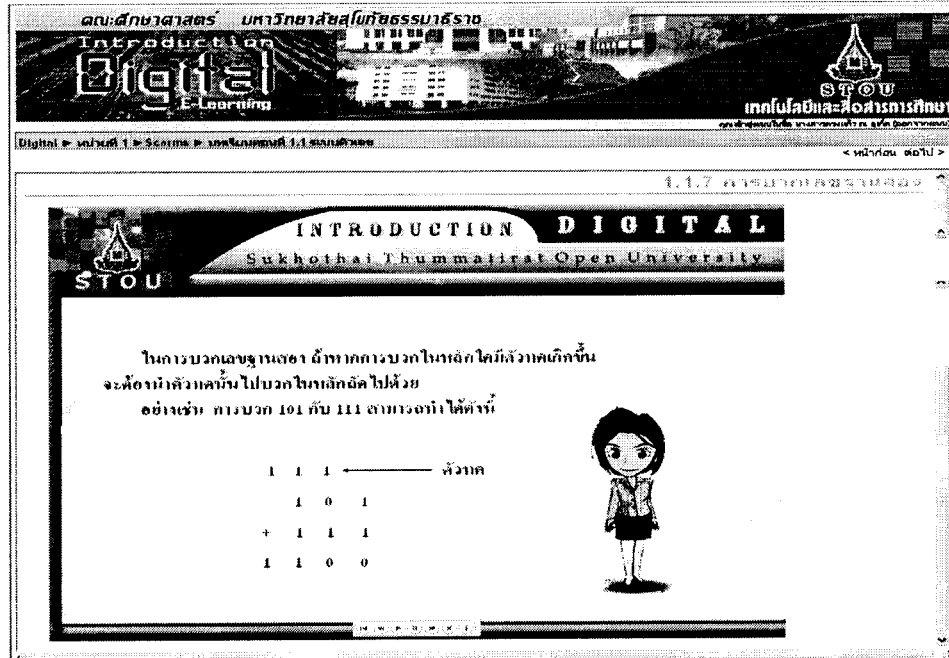 คณะศึกษาศาสตร์ มหาวิทยาลัยสุโขทัยธรรมาธิราช
Introduction
Digital
E-Learning
STOU
เทคโนโลยีและสื่อสารการศึกษา
Digital ► หน่วยที่ 1 ► Scorms ► บทเรียนตอนที่ 1.1 ระบบตัวเลข
< หน้าก่อน ต่อไป >
1.1.7 การบวกเลขฐานสอง
INTRODUCTION DIGITAL
Sukhothai Thammatirat Open University
STOU
ในการบวกเลขฐานสอง ถ้าหากการบวกในหลักใดมีตัวทดเกิดขึ้น
จะต้องนำตัวทดนั้นไปบวกในหลักถัดไปด้วย
อย่างเช่น การบวก 101 กับ 111 สามารถทำได้ดังนี้
1 1 1 ตัวทด
1 0 1
+ 1 1 1
1 1 0 0